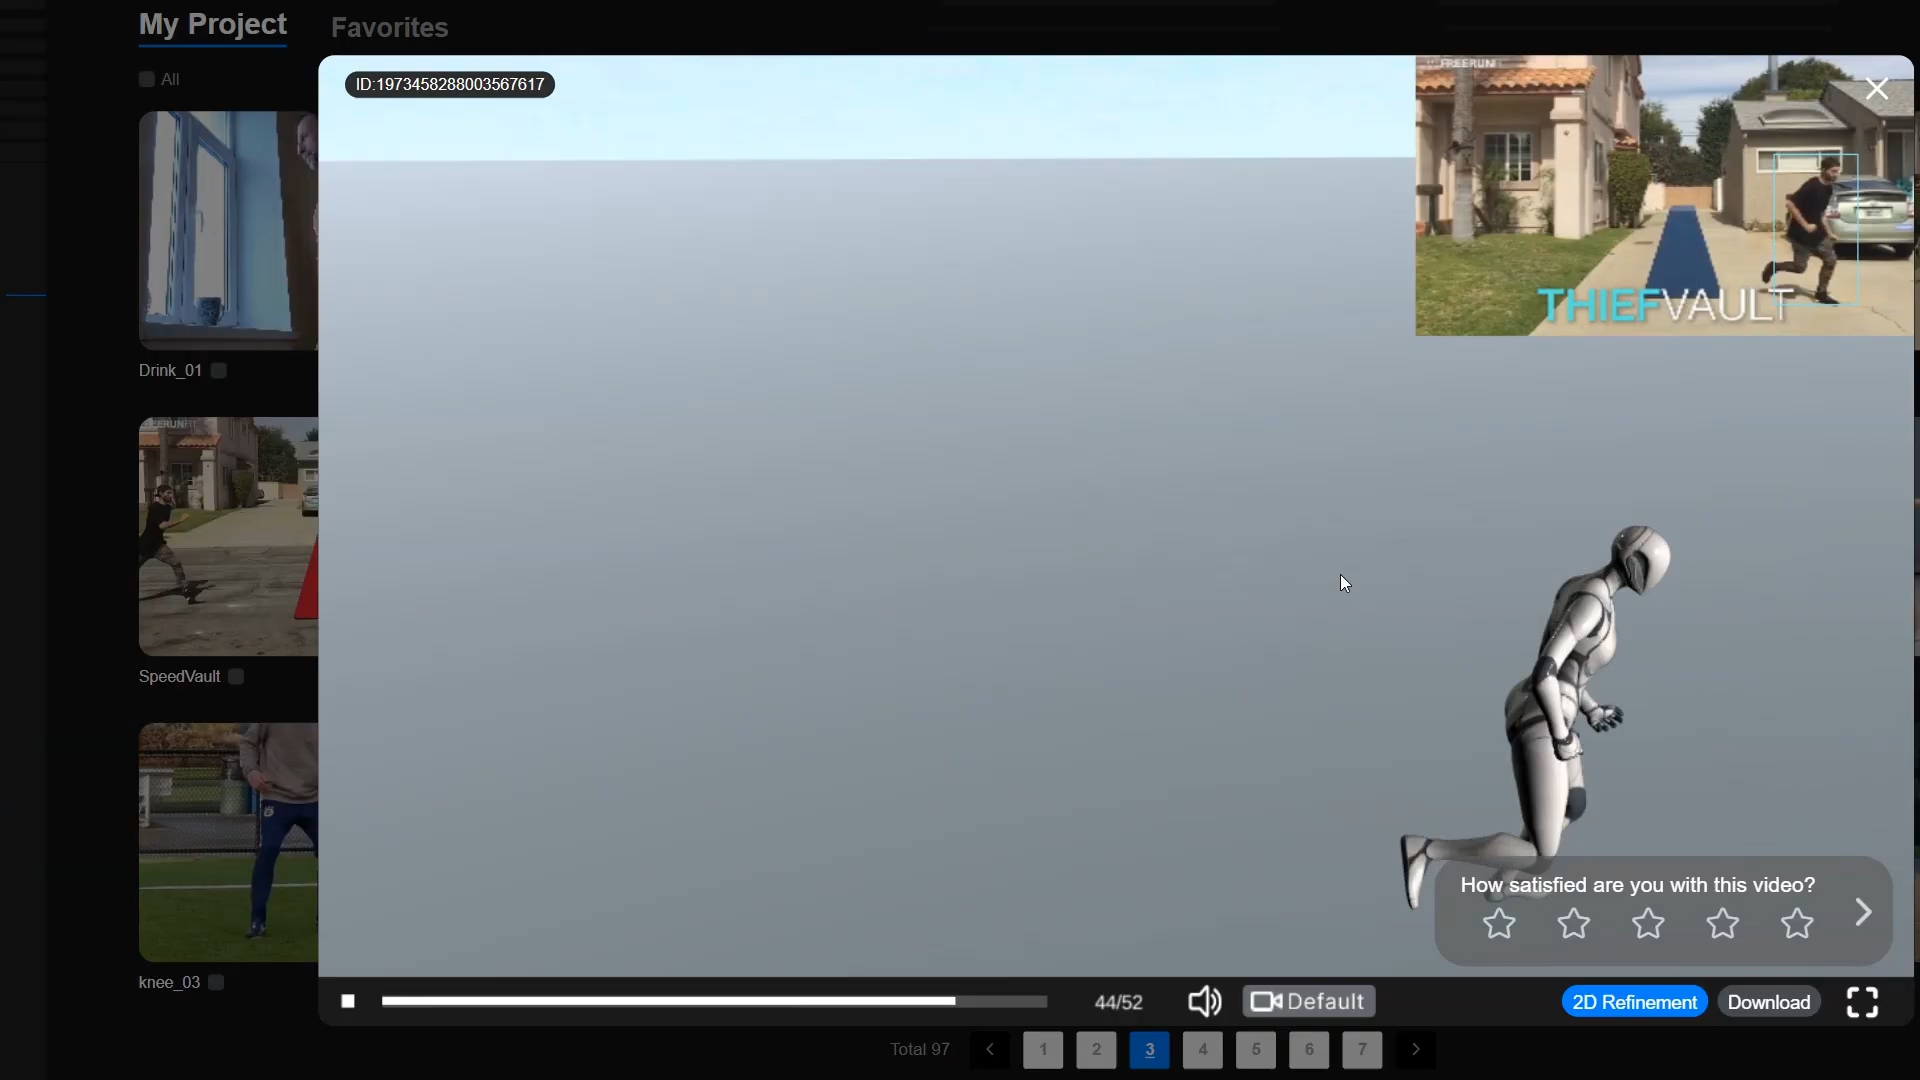 My Project
Favorites
All
ID:1973458288003567617
FREERUN
THIEFVAULT
Drink_01
SpeedVault
knee_03
How satisfied are you with this video?
44/52
Default
2D Refinement
Download
Total 97
1
2
3
4
5
6
7